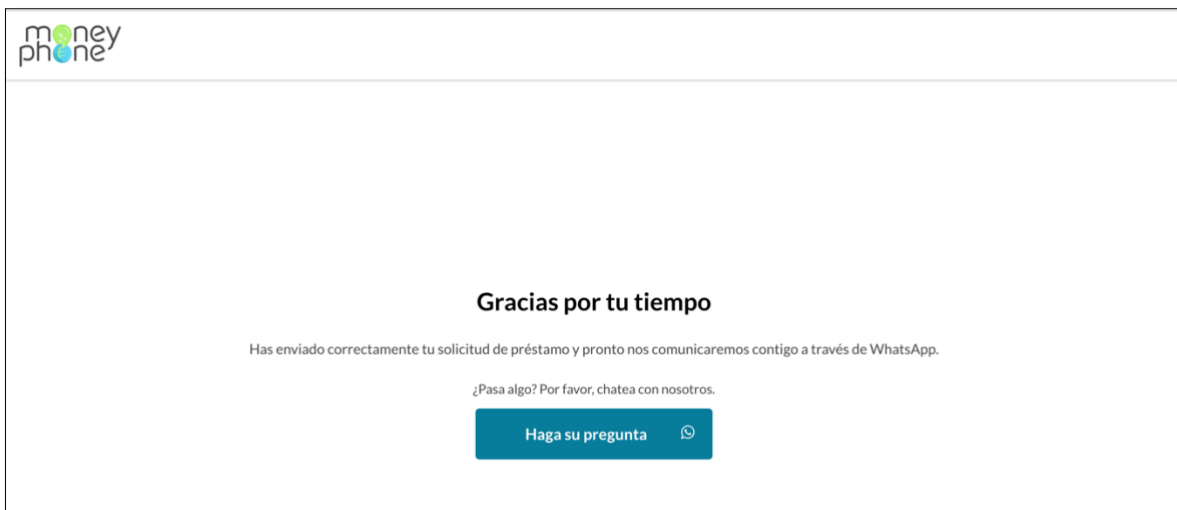 money
phone
Gracias por tu tiempo
Has enviado correctamente tu solicitud de préstamo y pronto nos comunicaremos contigo a través de WhatsApp.
¿Pasa algo? Por favor, chatea con nosotros.
Haga su pregunta